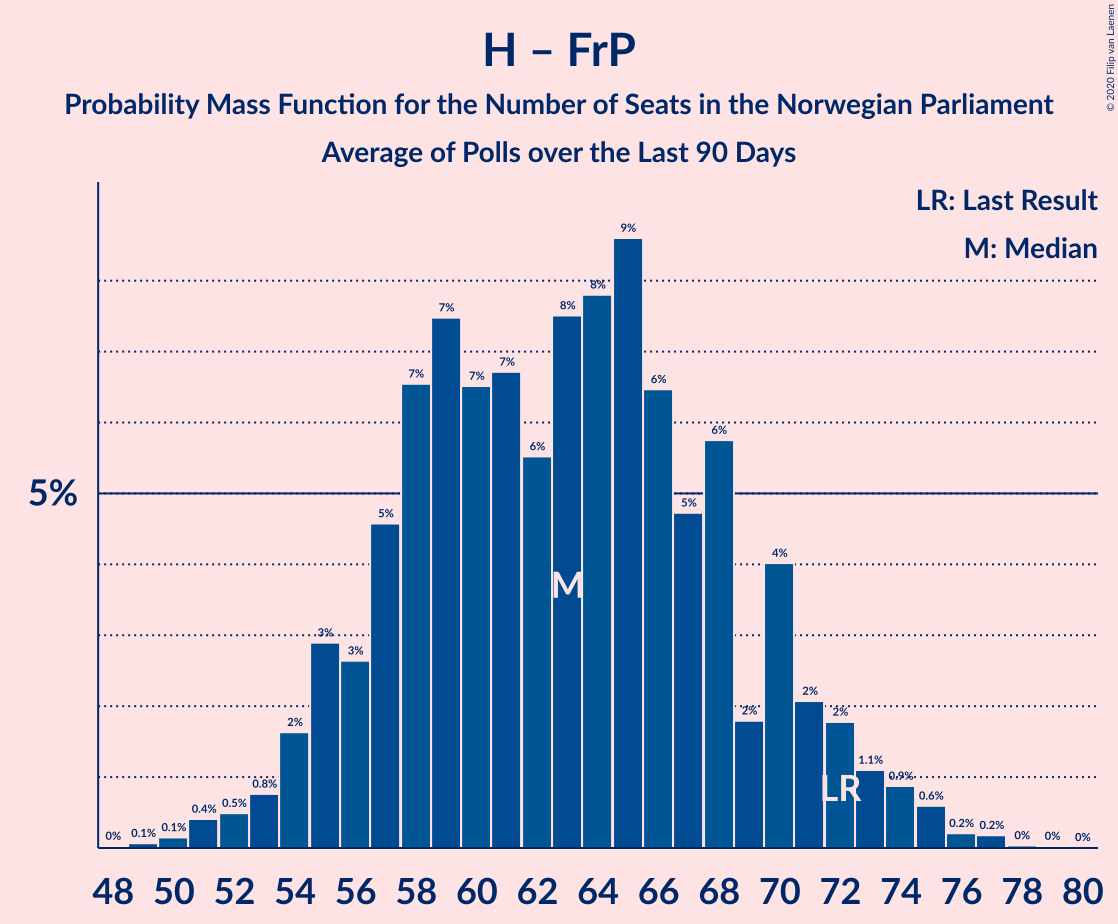 H – FrP
Probability Mass Function for the Number of Seats in the Norwegian Parliament
Average of Polls over the Last 90 Days
© 2020 Filip van Laenen
LR: Last Result
M: Median
5%
0% 0.1% 0.1% 0.4% 0.5% 0.8% 2% 3% 3% 5% 7% 7% 7% 7% 6% 8% 8% 9% 6% 5% 6% 2% 4% 2% 2% 1.1% 0.9% 0.6% 0.2% 0.2% 0% 0% 0%
M
LR
48 50 52 54 56 58 60 62 64 66 68 70 72 74 76 78 80